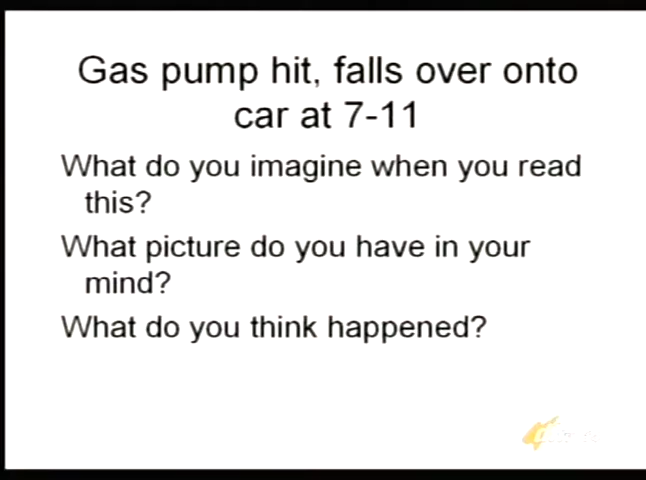 Gas pump hit, falls over onto
car at 7-11
What do you imagine when you read
this?
What picture do you have in your
mind?
What do you think happened?